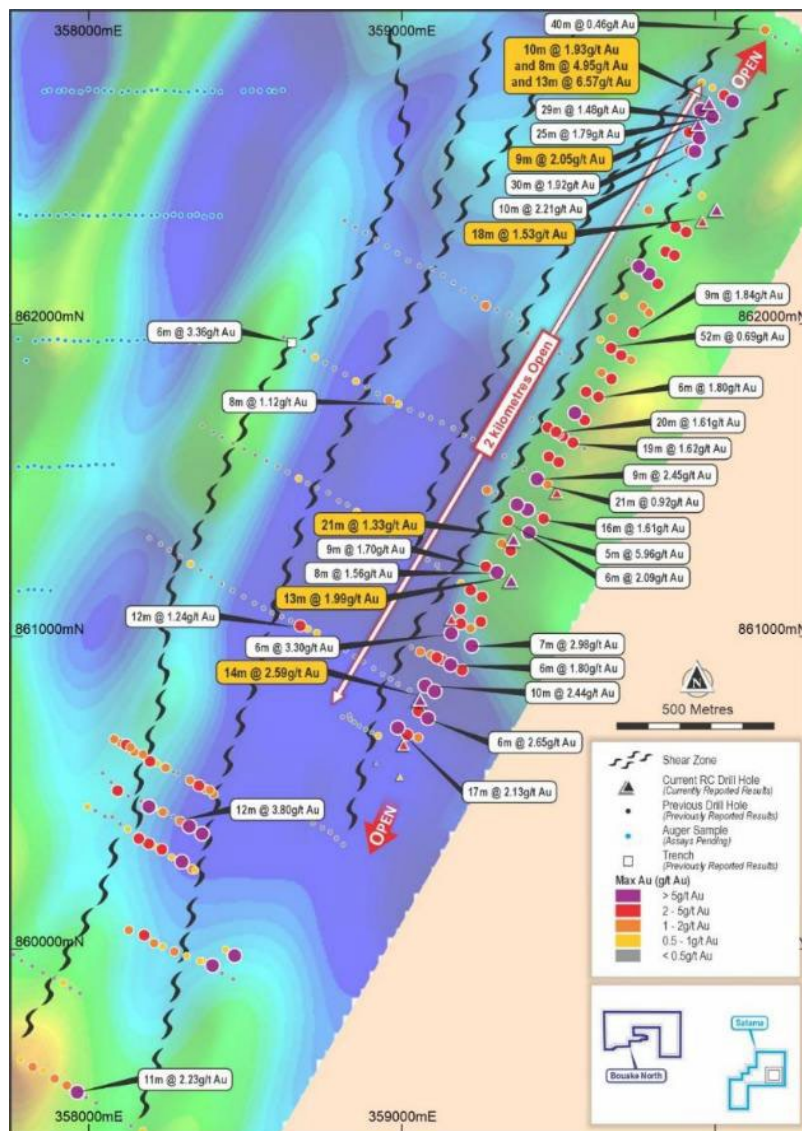 358000mE
359000mE
40m @ 0.46g/t Au
10m @ 1.93g/t Au
and 8m @ 4.95g/t Au
and 13m @ 6.57g/t Au
OPEN
29m @ 1.48g/t Au
25m @ 1.79g/t Au
9m @ 2.05g/t Au
30m @ 1.92g/t Au
10m @ 2.21g/t Au
18m @ 1.53g/t Au
9m @ 1.84g/t Au
862000mN
862000mN
6m @ 3.36g/t Au
52m @ 0.69g/t Au
6m @ 1.80g/t Au
8m @ 1.12g/t Au
2 kilometres Open
20m @ 1.61g/t Au
19m @ 1.62g/t Au
9m @ 2.45g/t Au
21m @ 0.92g/t Au
21m @ 1.33g/t Au
16m @ 1.61g/t Au
9m @ 1.70g/t Au
5m @ 5.96g/t Au
8m @ 1.56g/t Au
6m @ 2.09g/t Au
13m @ 1.99g/t Au
12m @ 1.24g/t Au
861000mN
861000mN
6m @ 3.30g/t Au
7m @ 2.98g/t Au
14m @ 2.59g/t Au
6m @ 1.80g/t Au
10m @ 2.44g/t Au
N
500 Metres
6m @ 2.65g/t Au
17m @ 2.13g/t Au
12m @ 3.80g/t Au
OPEN
Shear Zone
Current RC Drill Hole
(Currently Reported Results)
Previous Drill Hole
(Previously Reported Results)
Auger Sample
(Assays Pending)
Trench
(Previously Reported Results)
Max Au (g/t Au)
> 5g/t Au
2 - 5g/t Au
1 - 2g/t Au
0.5 - 1g/t Au
< 0.5g/t Au
860000mN
860000mN
Satama
Bouake North
11m @ 2.23g/t Au
358000mE
359000mE